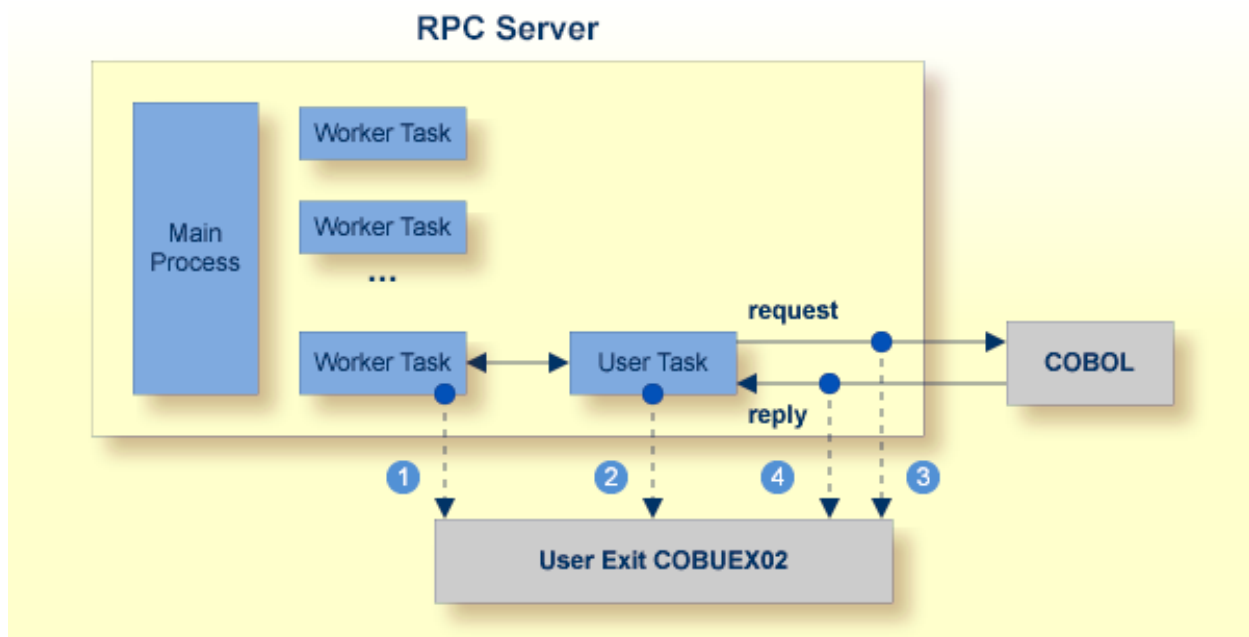 RPC Server
Main
Process
Worker Task
Worker Task
...
Worker Task
User Task
request
reply
COBOL
1
2
4
3
User Exit COBUEX02